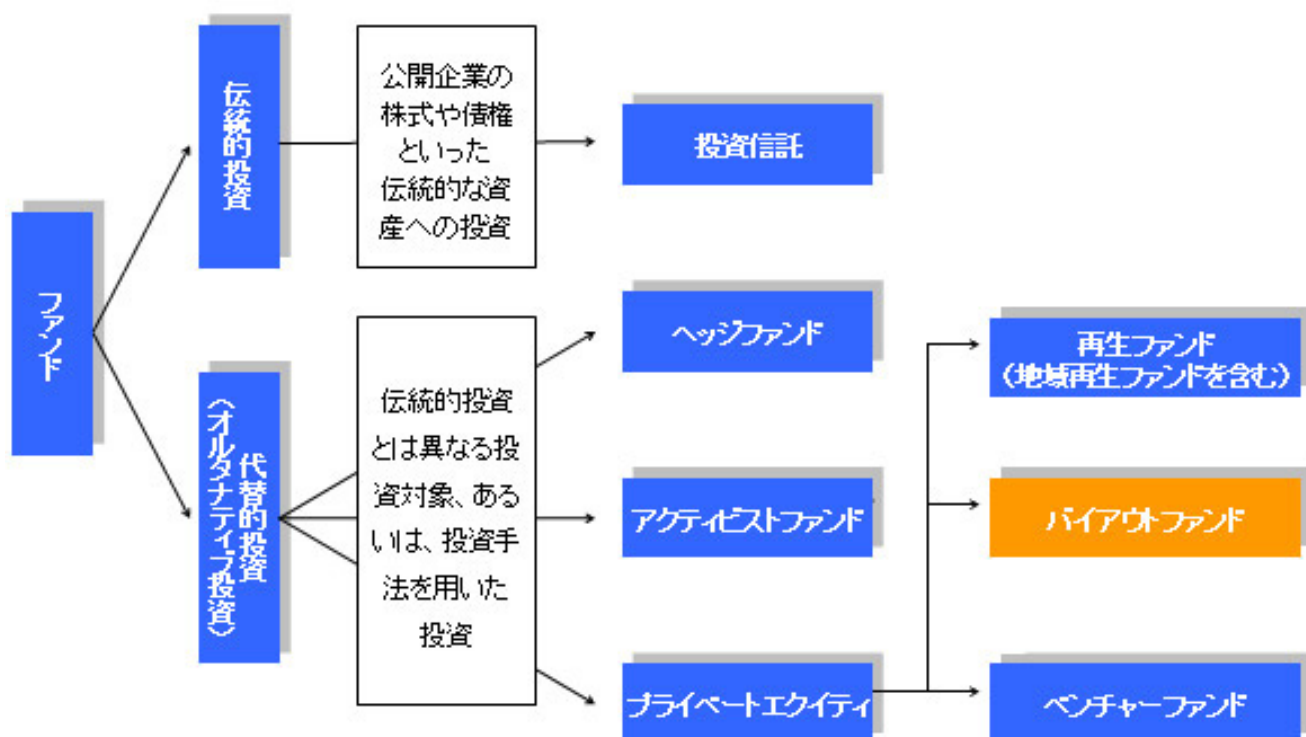 ファンド
伝統的投資
公開企業の
株式や債権
といった
伝統的な資
産への投資
投資信託
代替的投資
（オルタナティブ投資）
伝統的投資
とは異なる投
資対象、ある
いは、投資手
法を用いた
投資
ヘッジファンド
アクティビストファンド
プライベートエクイティ
再生ファンド
（地域再生ファンドを含む）
バイアウトファンド
ベンチャーファンド